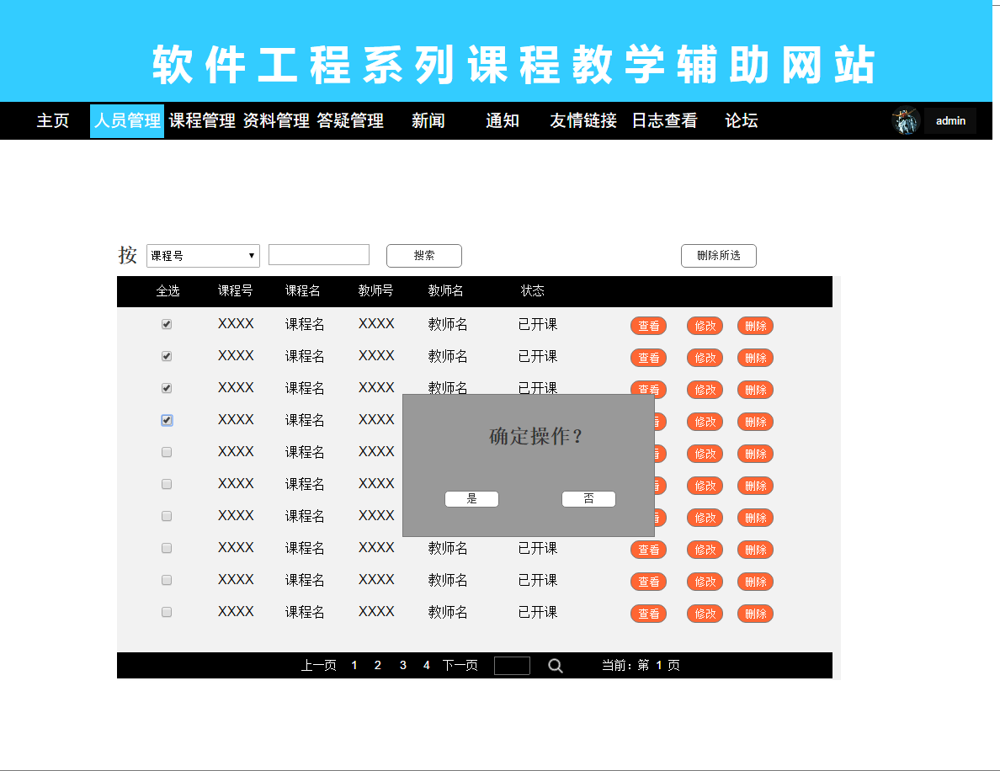 软件工程系列课程教学辅助网站
主页 人员管理 课程管理 资料管理 答疑管理 新闻 通知 友情链接 日志查看 论坛 admin
按 课程号 搜索 删除所选
全选 课程号 课程名 教师号 教师名 状态
XXXX 课程名 XXXX 教师名 已开课 查看 修改 删除
XXXX 课程名 XXXX 教师名 已开课 查看 修改 删除
XXXX 课程名 XXXX 教师名 已开课 查看 修改 删除
XXXX 课程名 XXXX 看 修改 删除
确定操作?
XXXX 课程名 XXXX 看 修改 删除
XXXX 课程名 XXXX 看 修改 删除
是 否
XXXX 课程名 XXXX 看 修改 删除
XXXX 课程名 XXXX 教师名 已开课 查看 修改 删除
XXXX 课程名 XXXX 教师名 已开课 查看 修改 删除
XXXX 课程名 XXXX 教师名 已开课 查看 修改 删除
上一页 1 2 3 4 下一页 当前：第 1 页